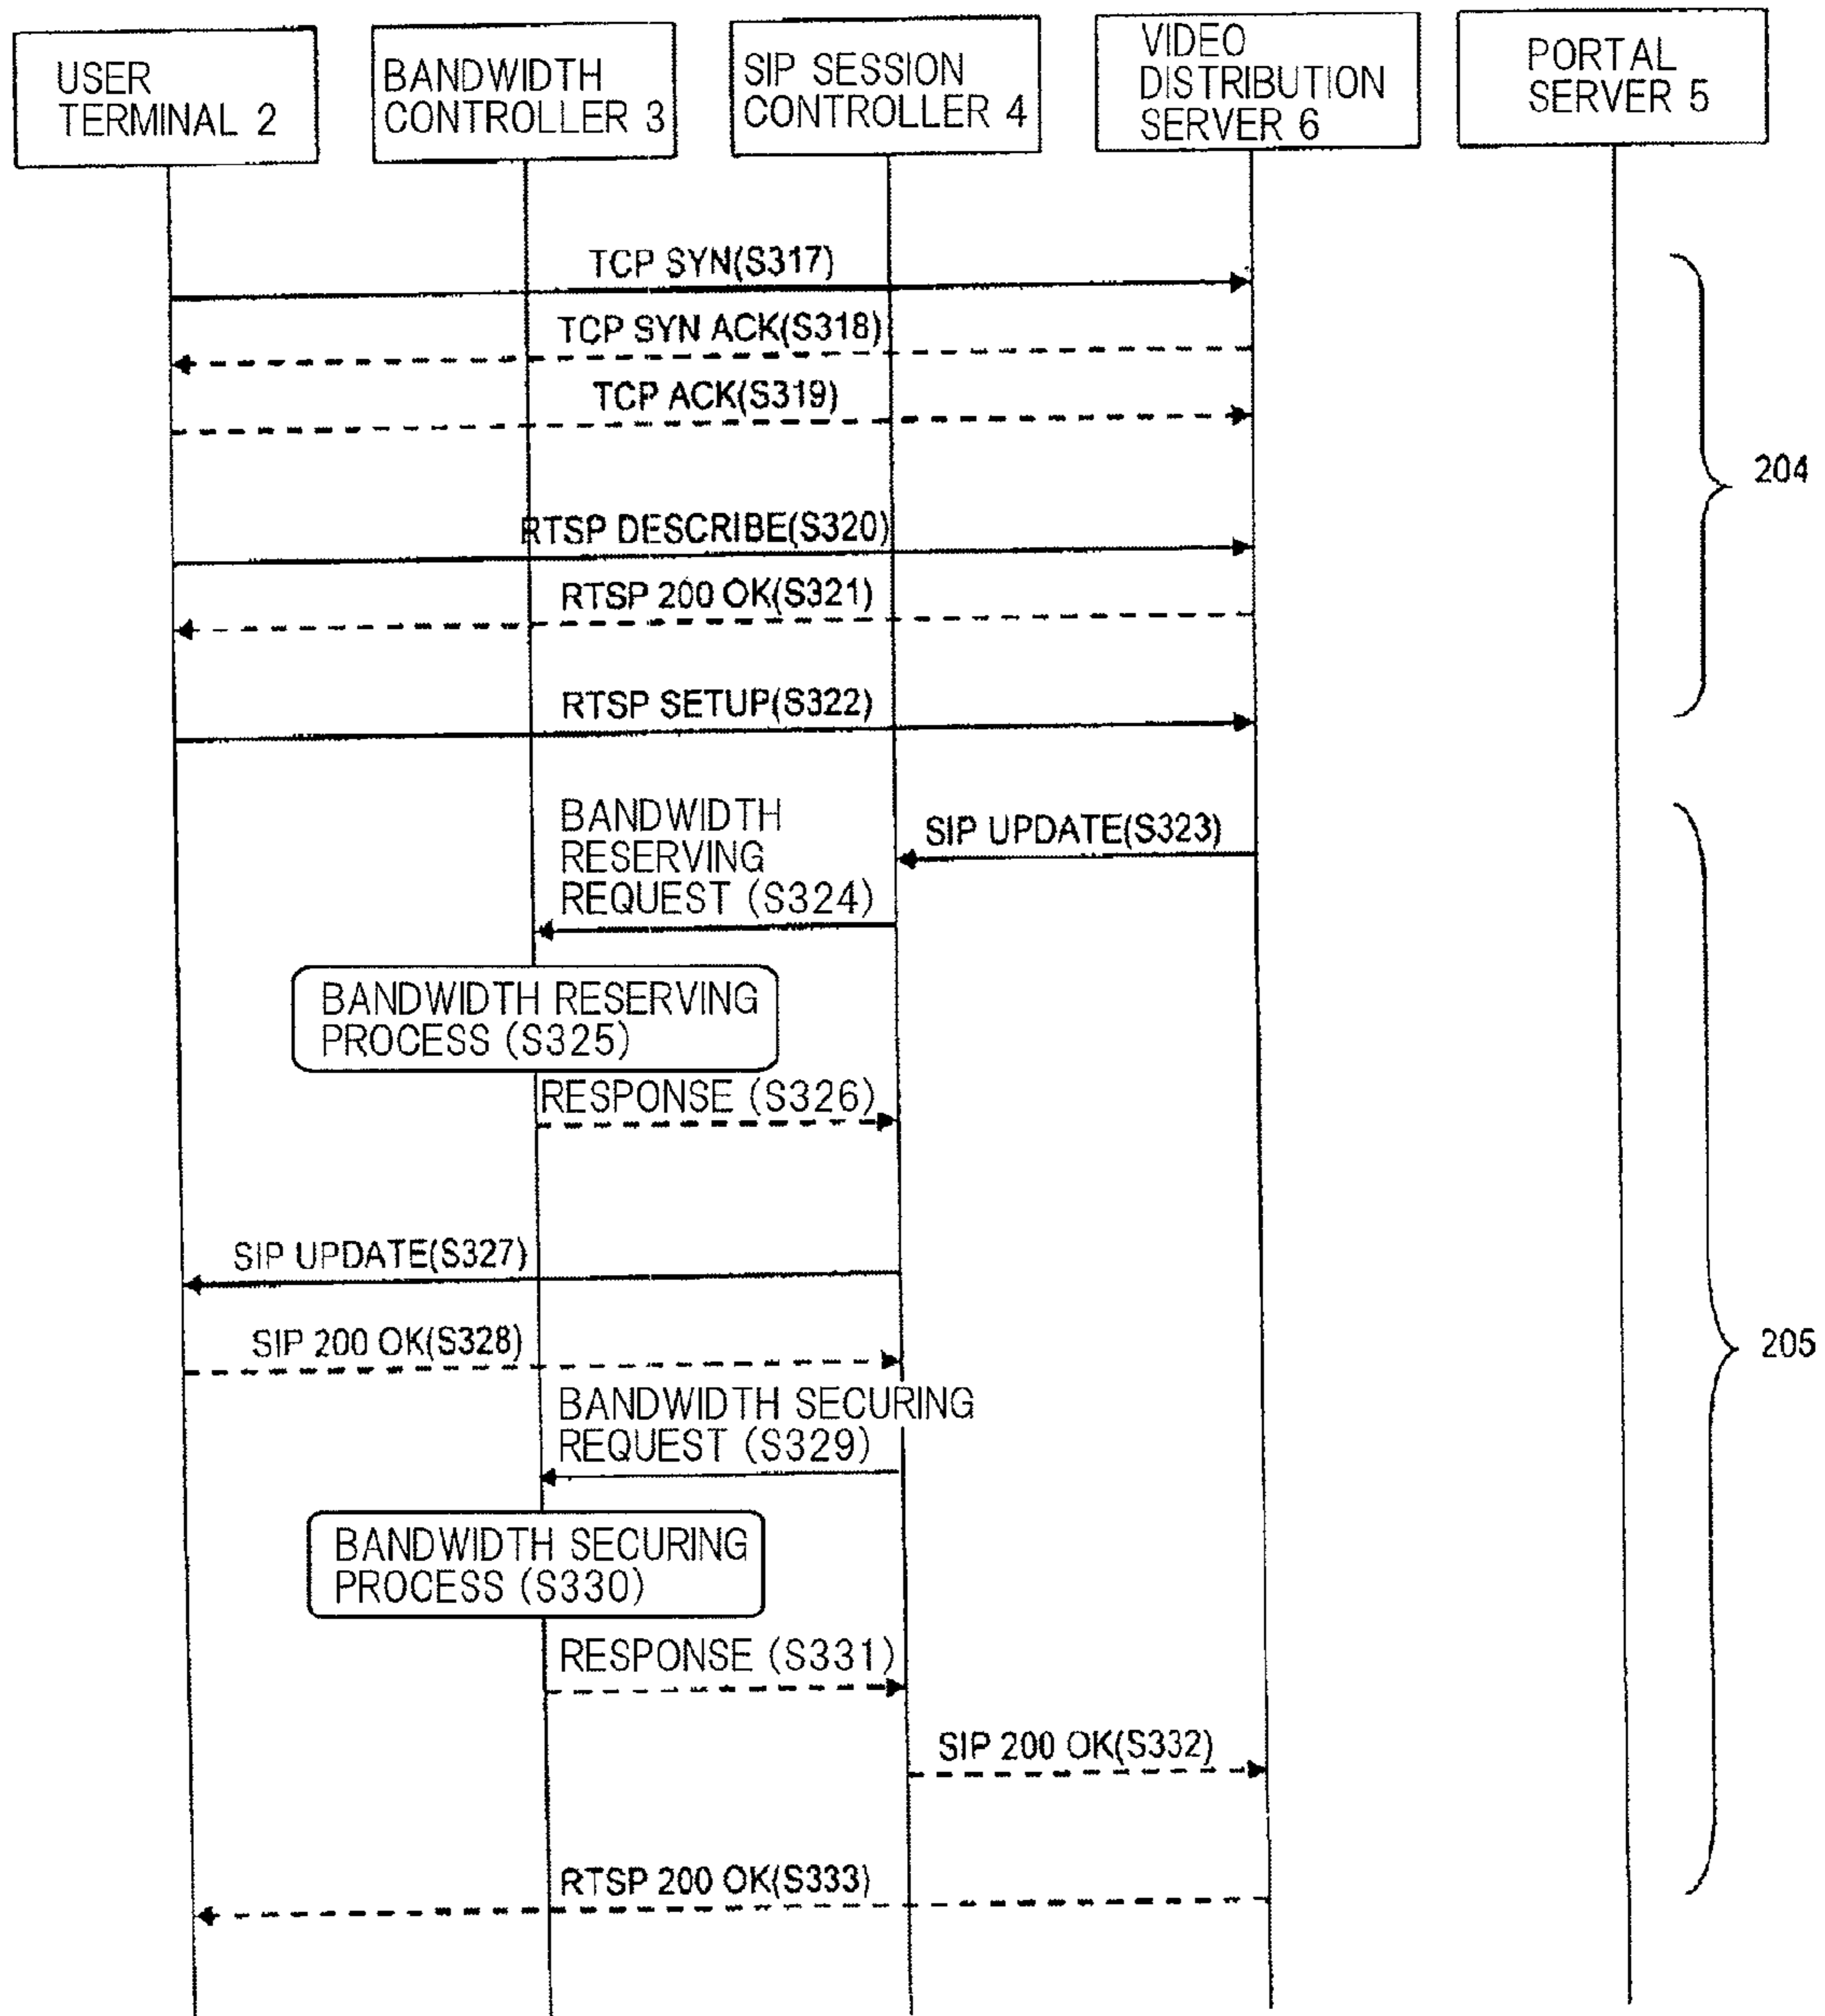 USER
TERMINAL 2
BANDWIDTH
CONTROLLER 3
SIP SESSION
CONTROLLER 4
VIDEO
DISTRIBUTION
SERVER 6
PORTAL
SERVER 5
TCP SYN(S317)
TCP SYN ACK(S318)
TCP ACK(S319)
204
RTSP DESCRIBE(S320)
RTSP 200 OK(S321)
RTSP SETUP(S322)
BANDWIDTH
RESERVING
REQUEST (S324)
SIP UPDATE(S323)
BANDWIDTH RESERVING
PROCESS (S325)
RESPONSE (S326)
SIP UPDATE(S327)
SIP 200 OK(S328)
205
BANDWIDTH SECURING
REQUEST (S329)
BANDWIDTH SECURING
PROCESS (S330)
RESPONSE (S331)
SIP 200 OK(S332)
RTSP 200 OK(S333)